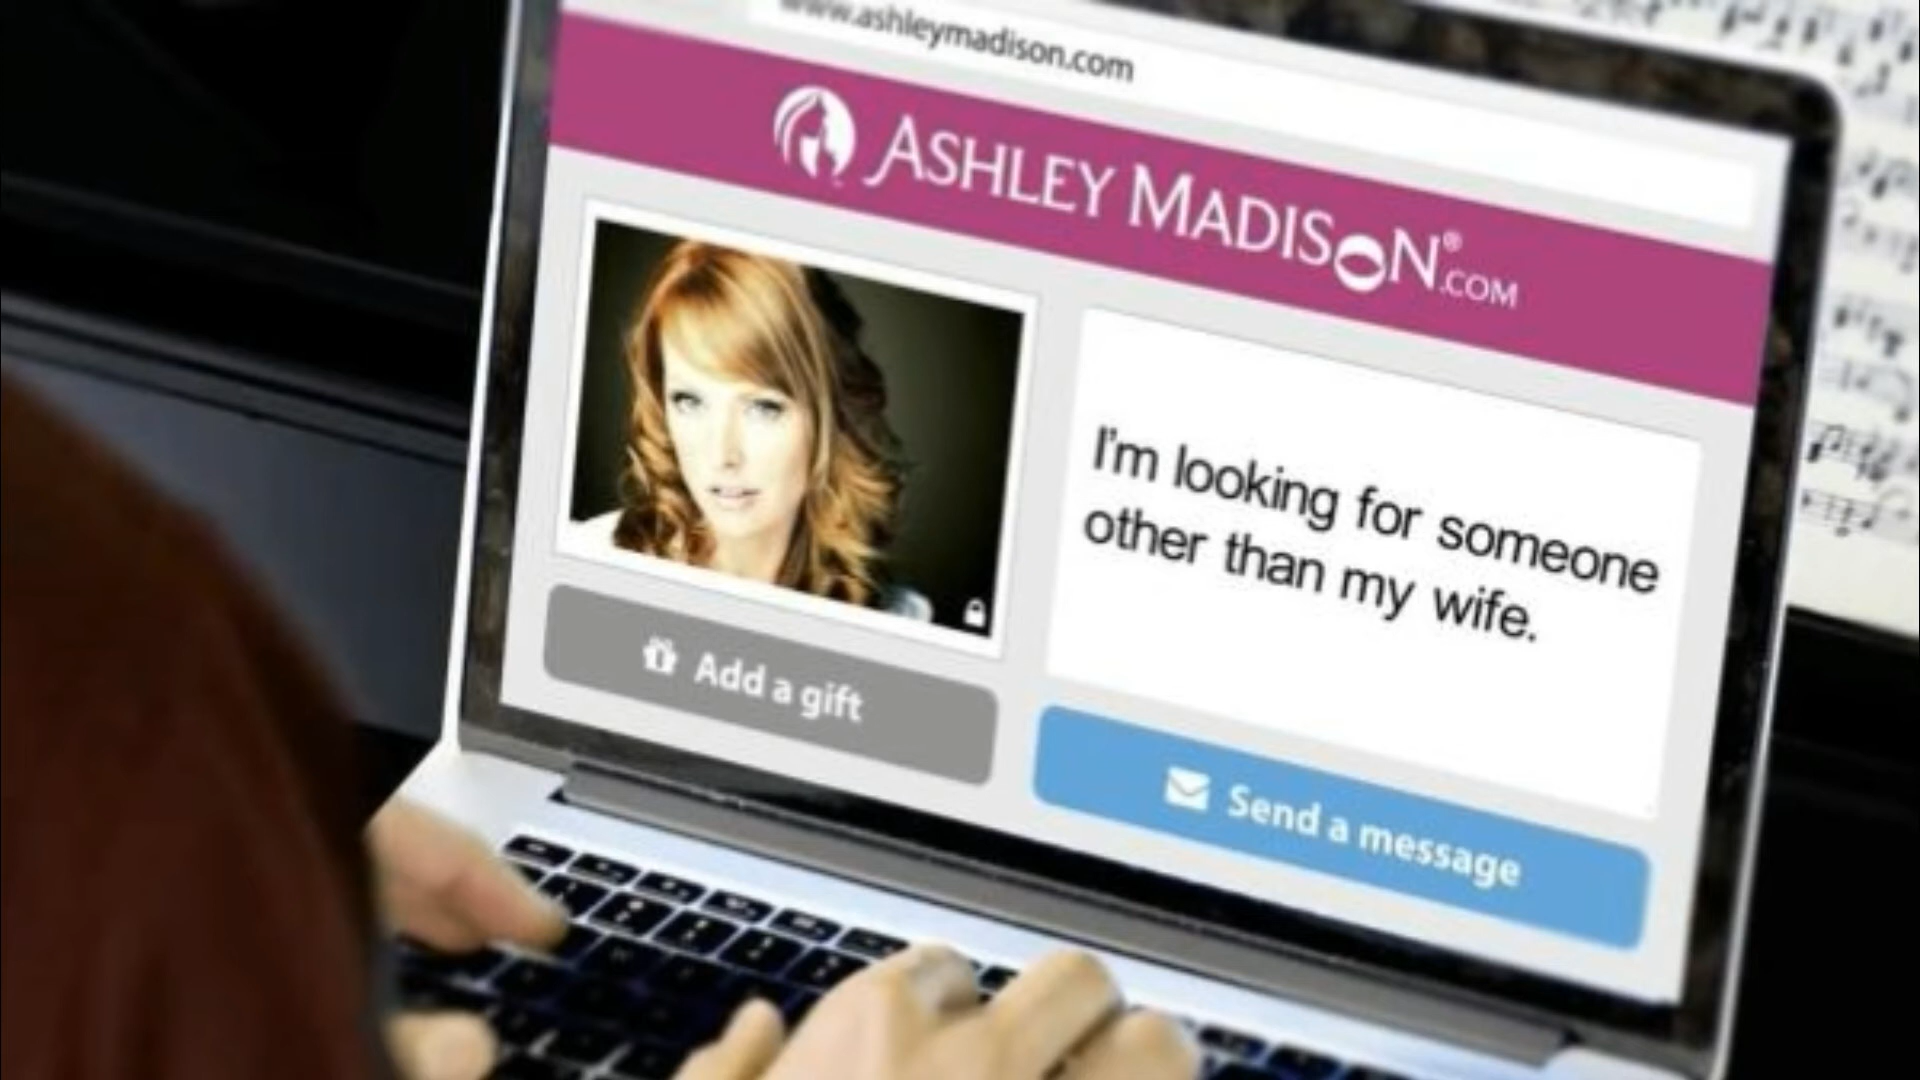 www.ashleymadison.com
ASHLEY MADISON®.COM
I'm looking for someone
other than my wife.
Add a gift
Send a message